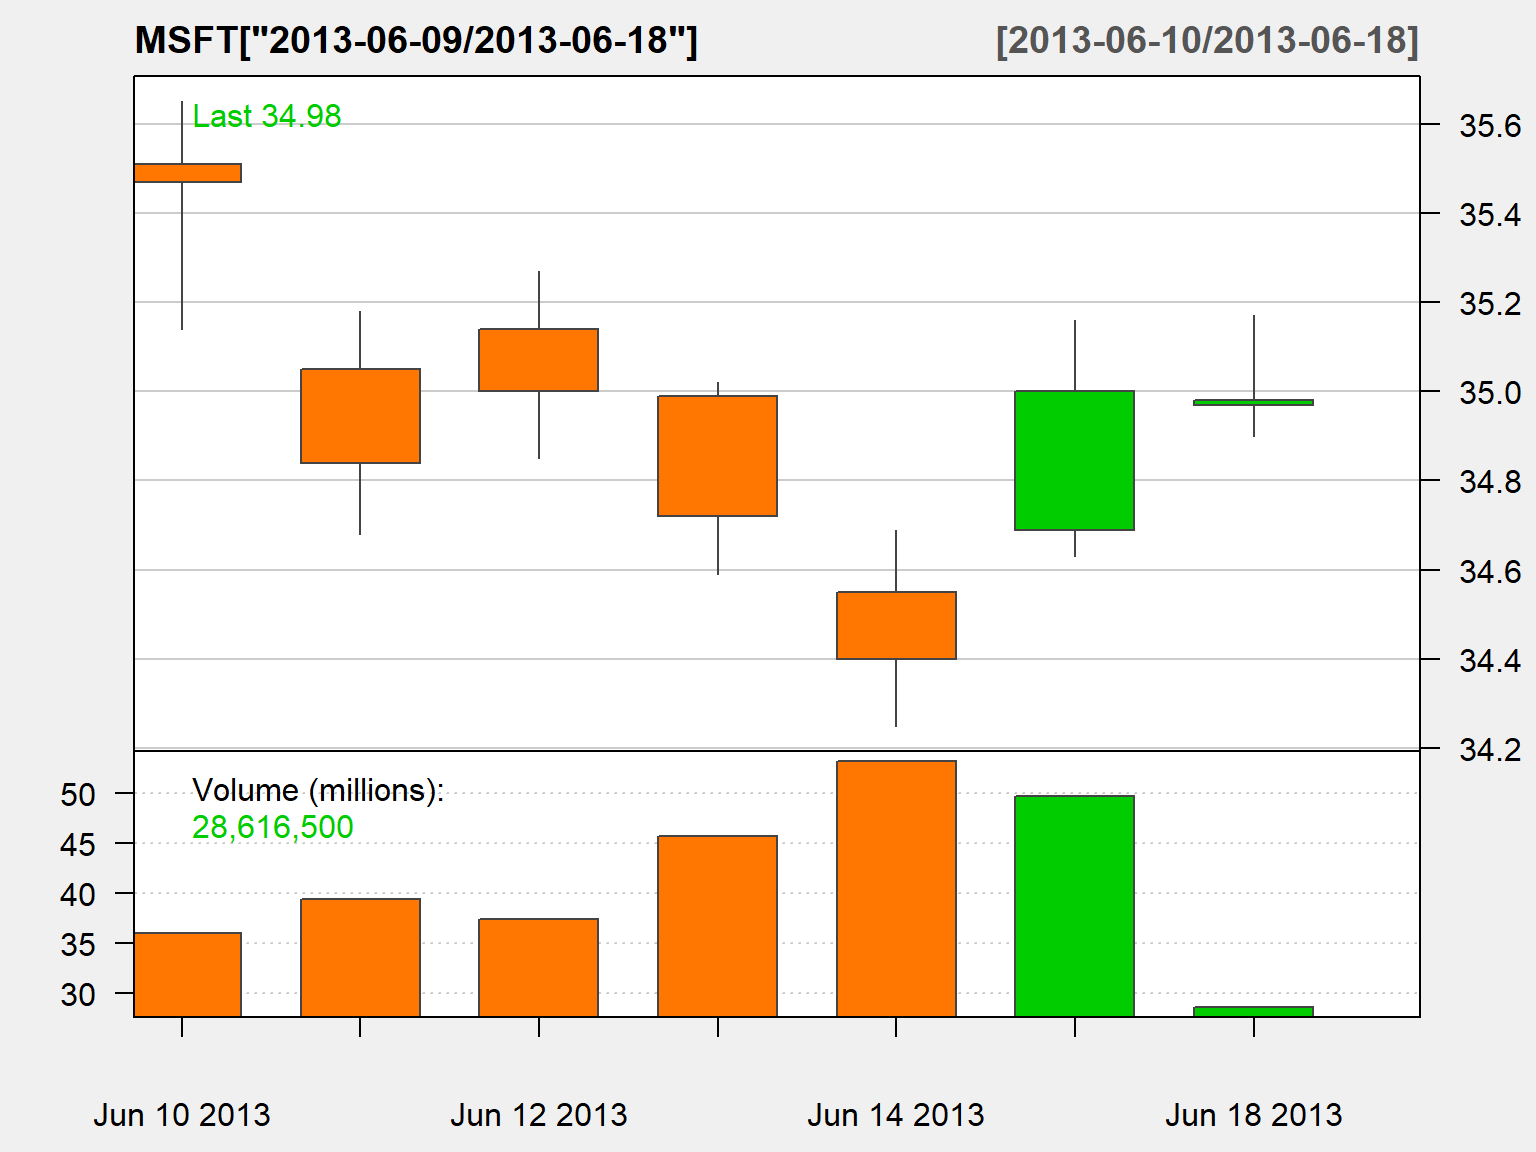 MSFT["2013-06-09/2013-06-18"]
[2013-06-10/2013-06-18]
Last 34.98
35.6
35.4
35.2
35.0
34.8
34.6
34.4
34.2
Volume (millions):
28,616,500
50
45
40
35
30
Jun 10 2013
Jun 12 2013
Jun 14 2013
Jun 18 2013